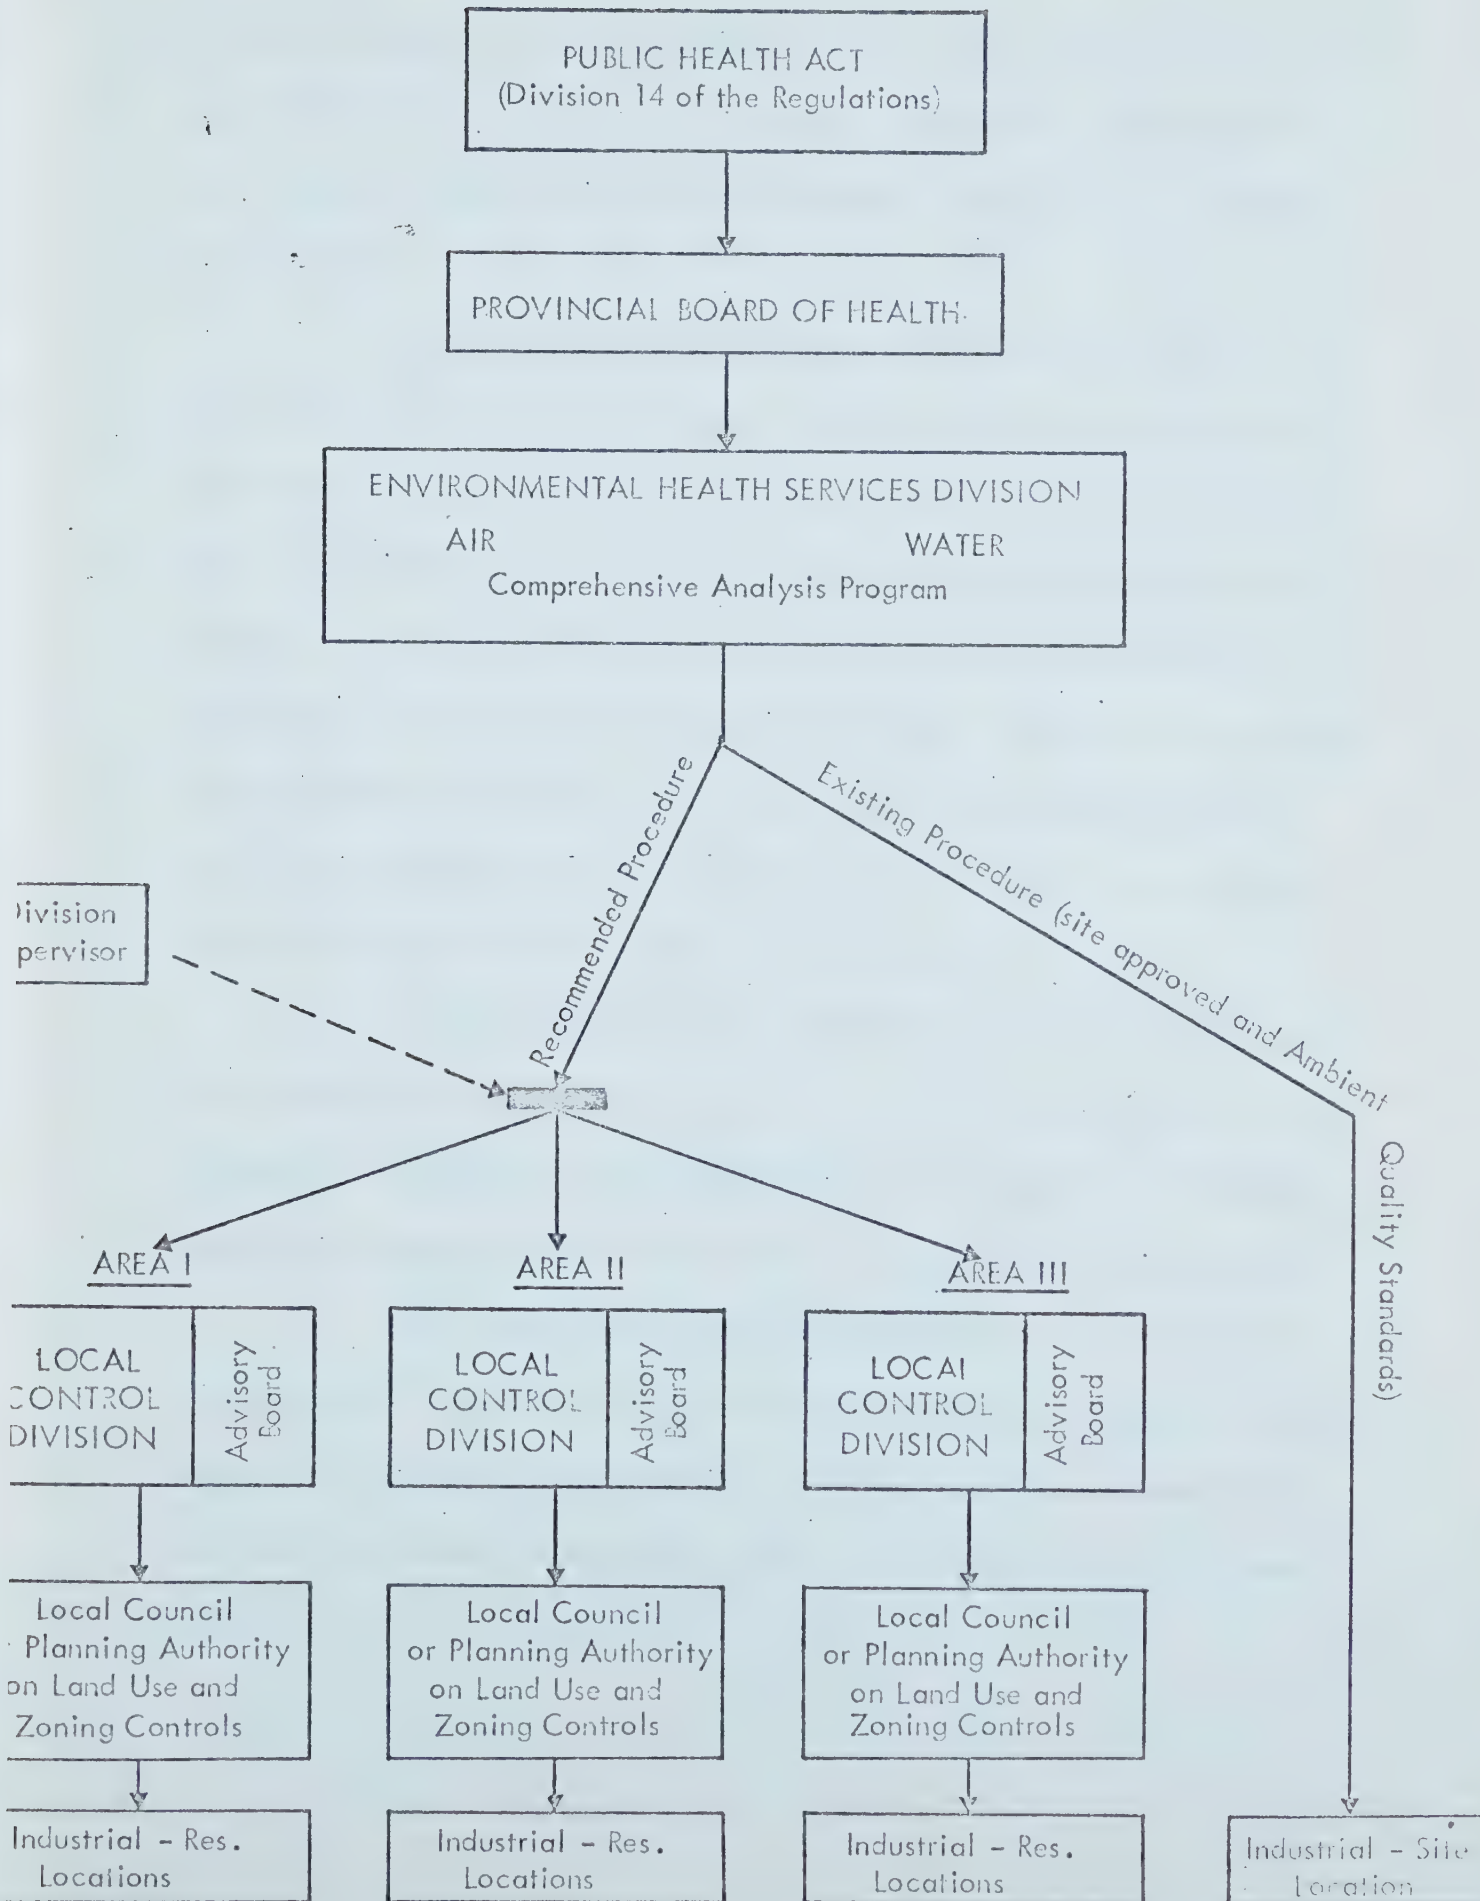 PUBLIC HEALTH ACT
(Division 14 of the Regulations)
PROVINCIAL BOARD OF HEALTH
ENVIRONMENTAL HEALTH SERVICES DIVISION
AIR WATER
Comprehensive Analysis Program
Recommended Procedure
Existing Procedure (site approved and Ambient
Quality Standards)
ivision
pervisor
AREA I
AREA II
AREA III
LOCAL
CONTROL
DIVISION
Advisory
Board
LOCAL
CONTROL
DIVISION
Advisory
Board
LOCAL
CONTROL
DIVISION
Advisory
Board
Local Council
Planning Authority
on Land Use and
Zoning Controls
Local Council
or Planning Authority
on Land Use and
Zoning Controls
Local Council
or Planning Authority
on Land Use and
Zoning Controls
Industrial - Res.
Locations
Industrial - Res.
Locations
Industrial - Res.
Locations
Industrial - Site
Location